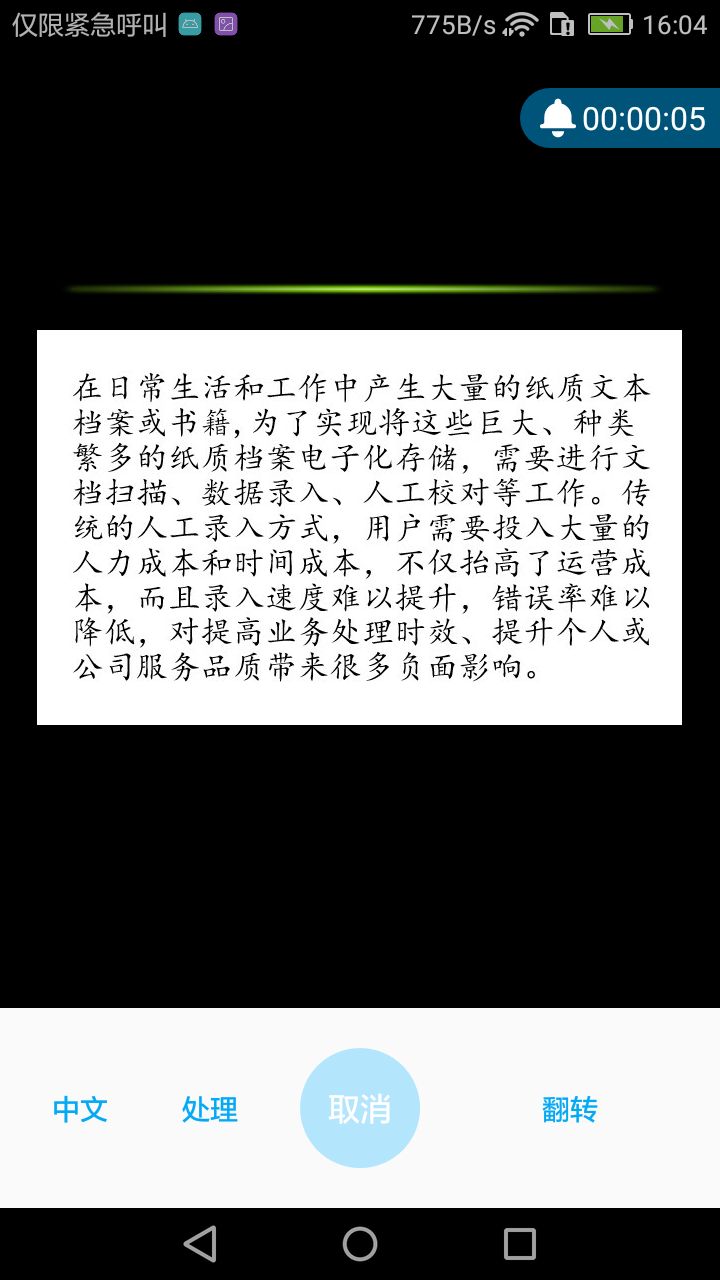 仅限紧急呼叫 775B/s 16:04
00:00:05
在日常生活和工作中产生大量的纸质文本
档案或书籍,为了实现将这些巨大、种类
繁多的纸质档案电子化存储，需要进行文
档扫描、数据录入、人工校对等工作。传
统的人工录入方式，用户需要投入大量的
人力成本和时间成本，不仅抬高了运营成
本，而且录入速度难以提升，错误率难以
降低，对提高业务处理时效、提升个人或
公司服务品质带来很多负面影响。
中文 处理 取消 翻转